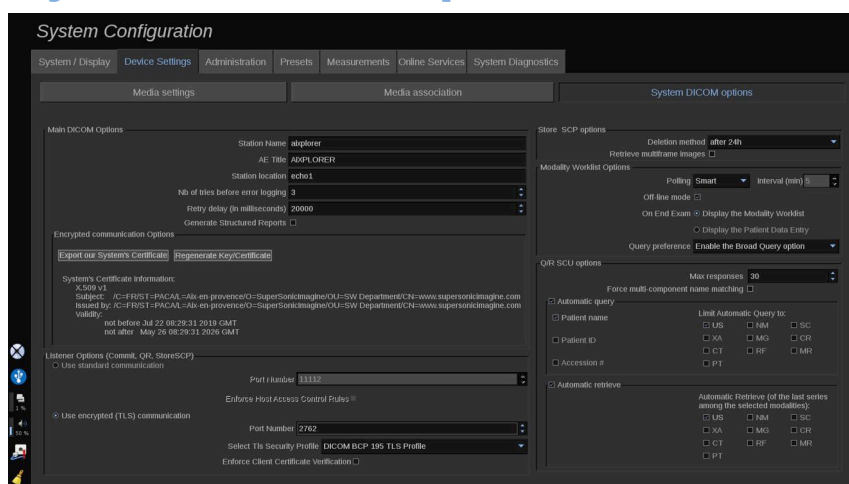 System Configuration
System / Display Device Settings Administration Presets Measurements Online Services System Diagnostics
Media settings Media association System DICOM options
Main DICOM Options
Station Name aixplorer
AE Title AIXPLORER
Station location echo1
Nb of tries before error logging 3
Retry delay (in milliseconds) 20000
Generate Structured Reports
Encrypted communication Options
Export our System's Certificate Regenerate Key/Certificate
System's Certificate Information:
X.509 v1
Subject: /C=FR/ST=PACA/L=Aix-en-provence/O=SuperSonicImagine/OU=SW Department/CN=www.supersonicimagine.com
Issued by: /C=FR/ST=PACA/L=Aix-en-provence/O=SuperSonicImagine/OU=SW Department/CN=www.supersonicimagine.com
Validity:
not before Jul 22 08:29:31 2019 GMT
not after May 26 08:29:31 2026 GMT
Listener Options (Commit, QR, StoreSCP)
Use standard communication
Port Number 11112
Enforce Host Access Control Rules
Use encrypted (TLS) communication
Port Number 2762
Select Tls Security Profile DICOM BCP 195 TLS Profile
Enforce Client Certificate Verification
Store SCP options
Deletion method after 24h
Retrieve multiframe images
Modality Worklist Options
Polling Smart Interval (min) 5
Off-line mode
On End Exam Display the Modality Worklist
Display the Patient Data Entry
Query preference Enable the Broad Query option
Q/R SCU options
Max responses 30
Force multi-component name matching
Automatic query
Patient name Limit Automatic Query to:
US NM SC
Patient ID XA MG CR
CT RF MR
Accession # PT
Automatic retrieve
Automatic Retrieve (of the last series
among the selected modalities):
US NM SC
XA MG CR
CT RF MR
PT
1 %
50 %